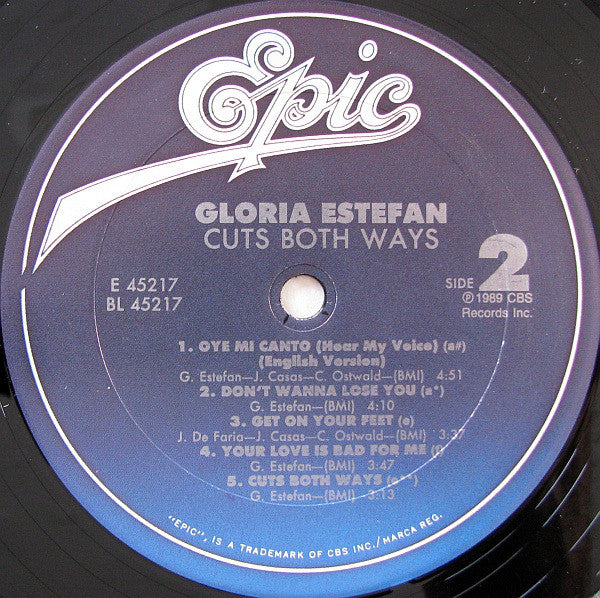 Epic
GLORIA ESTEFAN
CUTS BOTH WAYS
E 45217
BL 45217
SIDE 2
℗ 1989 CBS
Records Inc.
1. OYE MI CANTO (Hear My Voice) (a#)
(English Version)
G. Estefan—J. Casas—C. Ostwald—(BMI) 4:51
2. DON'T WANNA LOSE YOU (a*)
G. Estefan—(BMI) 4:10
3. GET ON YOUR FEET (e)
J. De Faria—J. Casas—C. Ostwald—(BMI) 3:37
4. YOUR LOVE IS BAD FOR ME
G. Estefan—(BMI) 3:47
5. CUTS BOTH WAYS
G. Estefan—(BMI) 3:13
"EPIC", IS A TRADEMARK OF CBS INC./MARCA REG.